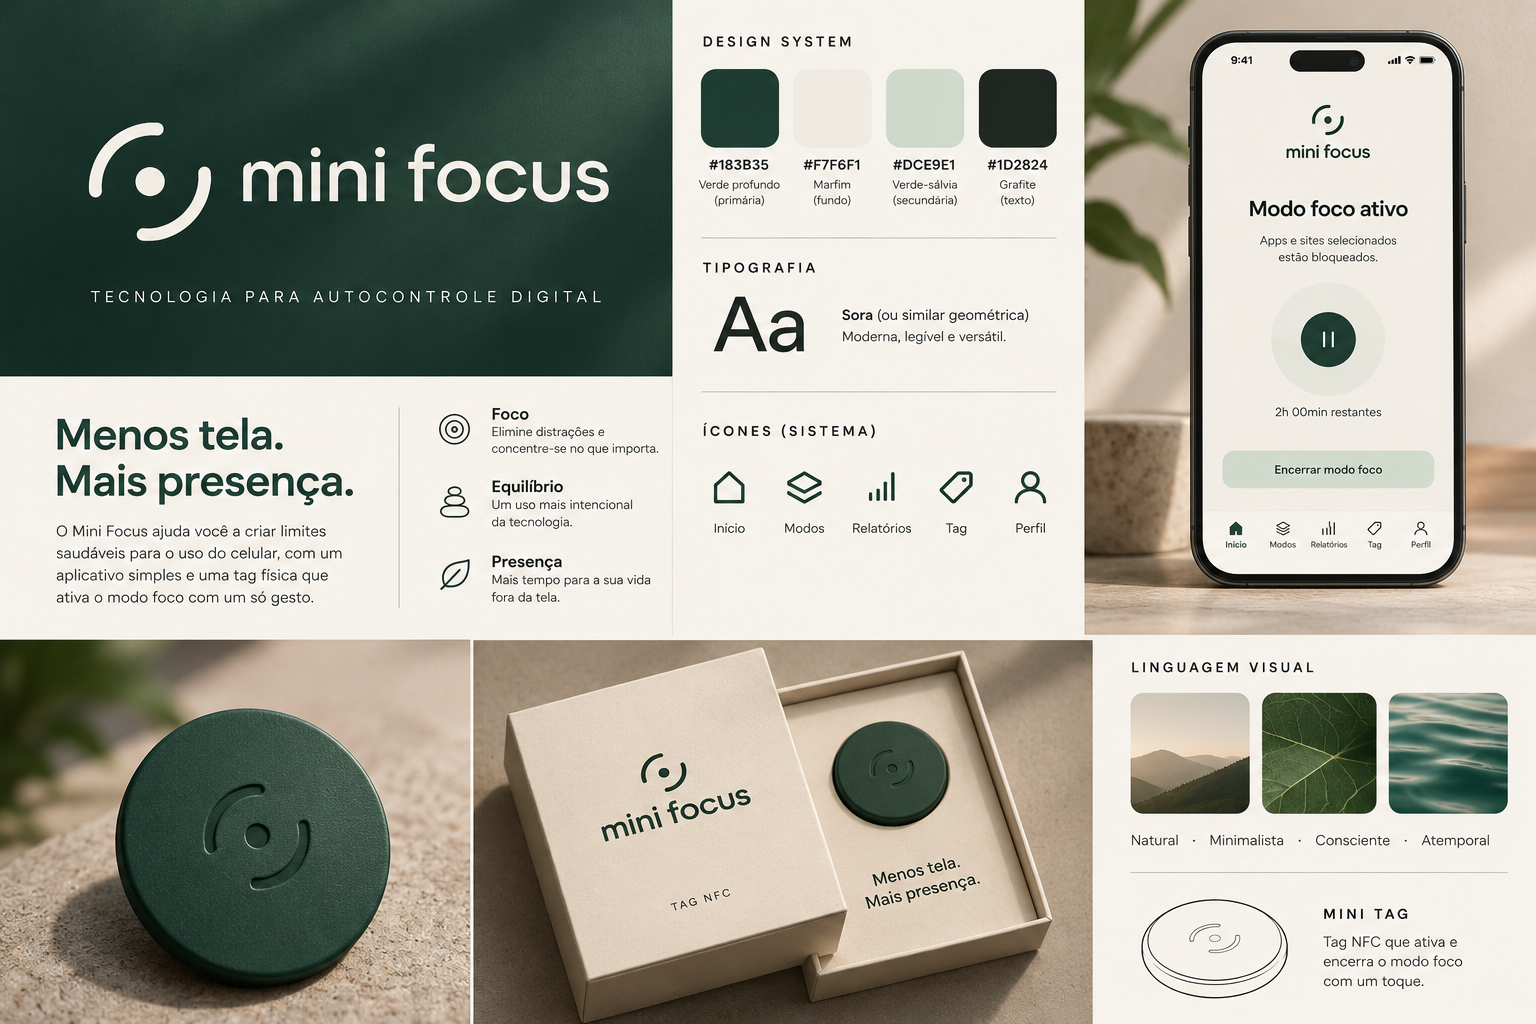 mini focus
TECNOLOGIA PARA AUTOCONTROLE DIGITAL
Menos tela.
Mais presença.
O Mini Focus ajuda você a criar limites
saudáveis para o uso do celular, com um
aplicativo simples e uma tag física que
ativa o modo foco com um só gesto.
Foco
Elimine distrações e
concentre-se no que importa.
Equilíbrio
Um uso mais intencional
da tecnologia.
Presença
Mais tempo para a sua vida
fora da tela.
DESIGN SYSTEM
#183B35
Verde profundo
(primária)
#F7F6F1
Marfim
(fundo)
#DCE9E1
Verde-sálvia
(secundária)
#1D2824
Grafite
(texto)
TIPOGRAFIA
Aa
Sora (ou similar geométrica)
Moderna, legível e versátil.
ÍCONES (SISTEMA)
Inicio
Modos
Relatórios
Tag
Perfil
9:41
mini focus
Modo foco ativo
Apps e sites selecionados
estão bloqueados.
2h 00min restantes
Encerrar modo foco
Início
Modos
Relatórios
Tag
Perfil
mini focus
TAG NFC
Menos tela.
Mais presença.
LINGUAGEM VISUAL
Natural · Minimalista · Consciente · Atemporal
MINI TAG
Tag NFC que ativa e
encerra o modo foco
com um toque.